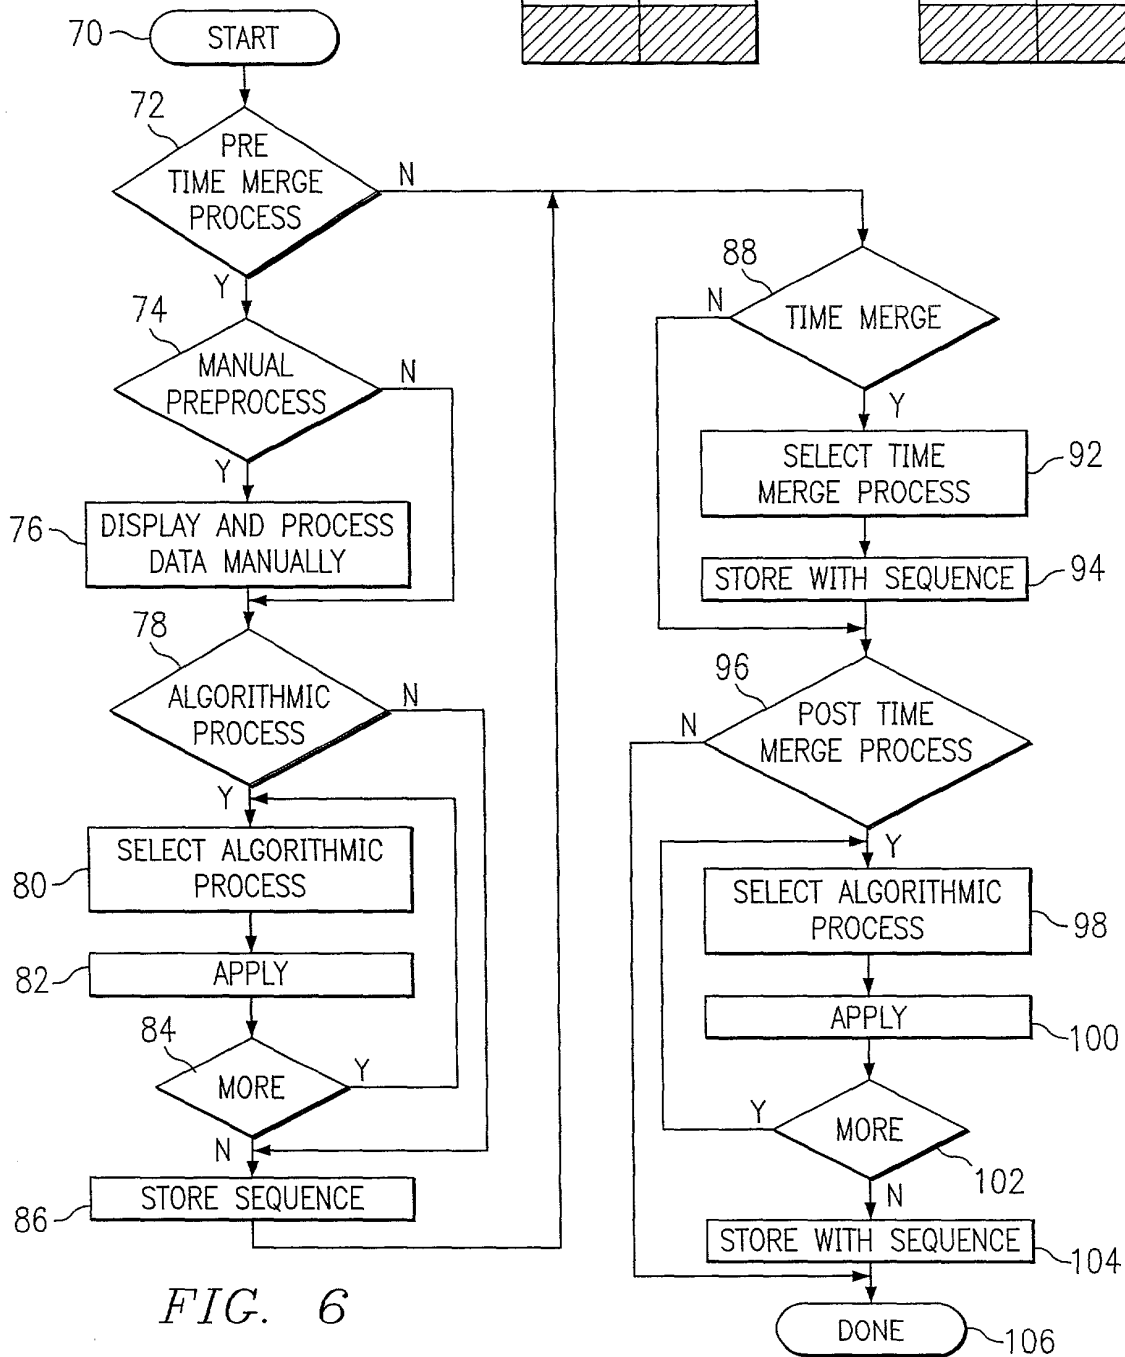 70
START
72
PRE
TIME MERGE
PROCESS
N
Y
74
MANUAL
PREPROCESS
N
Y
76
DISPLAY AND PROCESS
DATA MANUALLY
78
ALGORITHMIC
PROCESS
N
Y
80
SELECT ALGORITHMIC
PROCESS
82
APPLY
84
MORE
Y
N
86
STORE SEQUENCE
88
N
TIME MERGE
Y
SELECT TIME
MERGE PROCESS
92
STORE WITH SEQUENCE
94
96
N
POST TIME
MERGE PROCESS
Y
SELECT ALGORITHMIC
PROCESS
98
APPLY
100
Y
MORE
102
N
STORE WITH SEQUENCE
104
DONE
106
FIG. 6